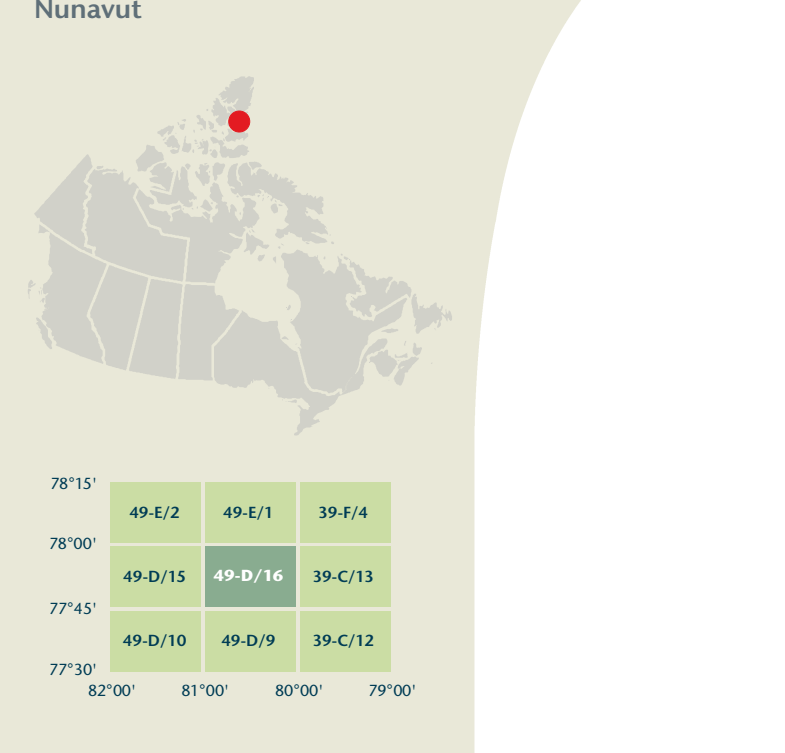 Nunavut
78°15'
49-E/2 49-E/1 39-F/4
78°00'
49-D/15 49-D/16 39-C/13
77°45'
49-D/10 49-D/9 39-C/12
77°30'
82°00' 81°00' 80°00' 79°00'